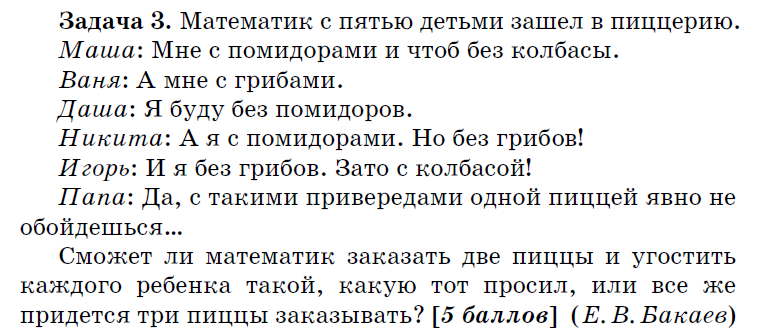 Задача 3. Математик с пятью детьми зашел в пиццерию.
Маша: Мне с помидорами и чтоб без колбасы.
Ваня: А мне с грибами.
Даша: Я буду без помидоров.
Никита: А я с помидорами. Но без грибов!
Игорь: И я без грибов. Зато с колбасой!
Папа: Да, с такими привередами одной пиццей явно не
обойдешься...
Сможет ли математик заказать две пиццы и угостить
каждого ребенка такой, какую тот просил, или все же
придется три пиццы заказывать? [5 баллов] (Е. В. Бакаев)